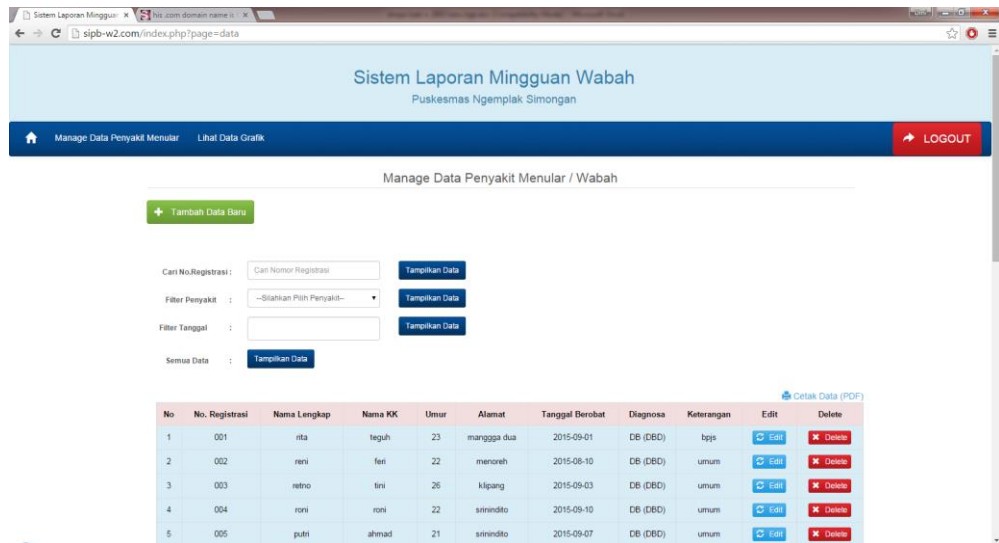 Sistem Laporan Minggua
his .com domain name is
sipb-w2.com/index.php?page=data
Sistem Laporan Mingguan Wabah
Puskesmas Ngemplak Simongan
Manage Data Penyakit Menular Lihat Data Grafik LOGOUT
Manage Data Penyakit Menular / Wabah
Tambah Data Baru
Cari No.Registrasi : Cari Nomor Registrasi Tampilkan Data
Filter Penyakit : --Silahkan Pilih Penyakit-- Tampilkan Data
Filter Tanggal : Tampilkan Data
Semua Data : Tampilkan Data
Cetak Data (PDF)
No No. Registrasi Nama Lengkap Nama KK Umur Alamat Tanggal Berobat Diagnosa Keterangan Edit Delete
1 001 rita teguh 23 manggga dua 2015-09-01 DB (DBD) bpjs Edit Delete
2 002 reni feri 22 menoreh 2015-08-10 DB (DBD) umum Edit Delete
3 003 retno tini 26 klipang 2015-09-03 DB (DBD) umum Edit Delete
4 004 roni roni 22 srinindito 2015-09-10 DB (DBD) umum Edit Delete
5 005 putri ahmad 21 srinindito 2015-09-07 DB (DBD) umum Edit Delete